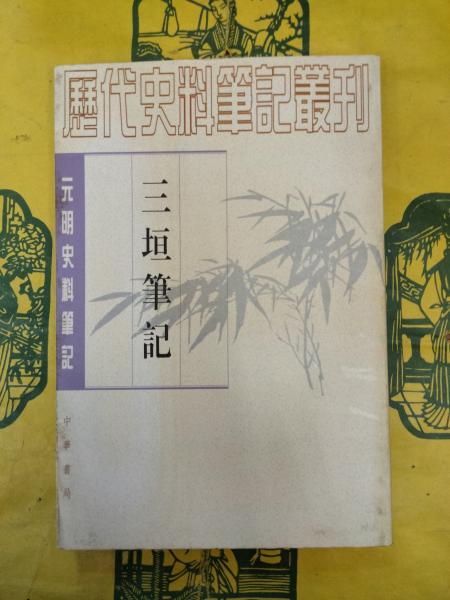 歷代史料筆記叢刊
元明史料筆記
三垣筆記
中華書局